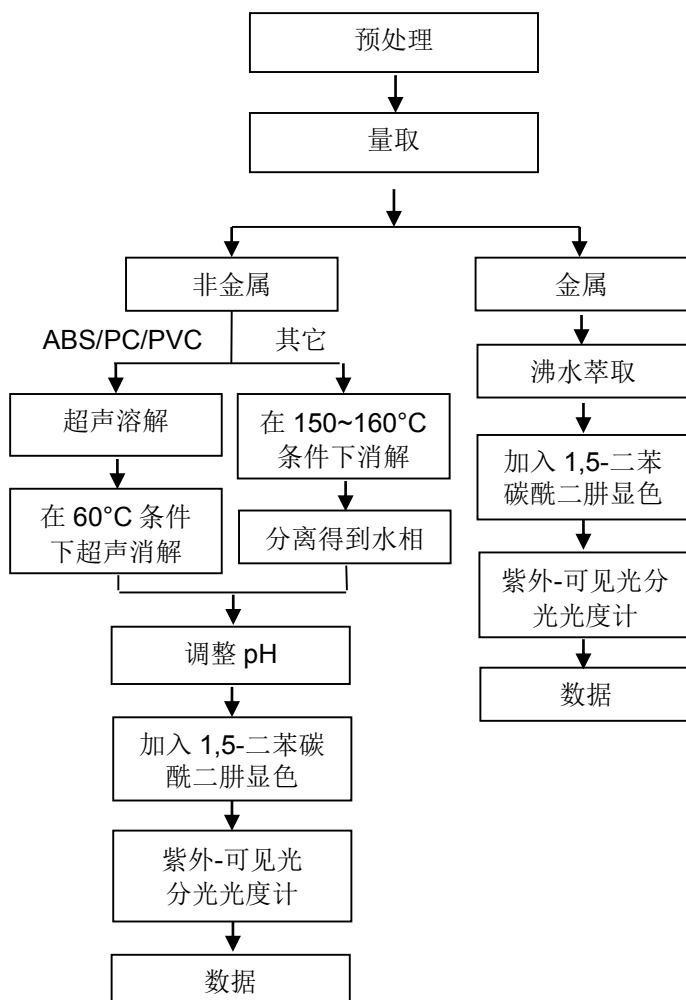 预处理
量取
非金属
金属
ABS/PC/PVC
其它
沸水萃取
超声溶解
在 150~160°C
条件下消解
加入 1,5-二苯
碳酰二肼显色
在 60°C 条件
下超声消解
分离得到水相
紫外-可见光分
光光度计
调整 pH
数据
加入 1,5-二苯碳
酰二肼显色
紫外-可见光
分光光度计
数据